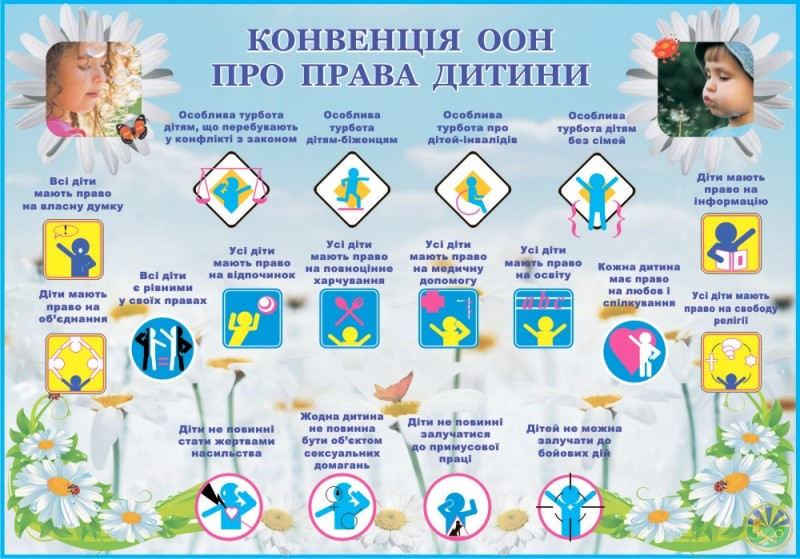 КОНВЕНЦІЯ ООН
ПРО ПРАВА ДИТИНИ
Особлива турбота
дітям, що перебувають
у конфлікті з законом
Особлива
турбота
дітям-біженцям
Особлива
турбота про
дітей-інвалідів
Особлива
турбота дітям
без сімей
Всі діти
мають право
на власну думку
Діти мають
право на
інформацію
Діти мають
право на
об’єднання
Всі діти
є рівними
у своїх правах
Усі діти
мають право
на відпочинок
Усі діти
мають право
на повноцінне
харчування
Усі діти
мають право
на медичну
допомогу
Усі діти
мають право
на освіту
abc
Кожна дитина
має право
на любов і
спілкування
Усі діти мають
право на свободу
релігії
Діти не повинні
стати жертвами
насильства
Жодна дитина
не повинна
бути об’єктом
сексуальних
домагань
Діти не повинні
залучатися
до примусової
праці
Дітей не можна
залучати до
бойових дій